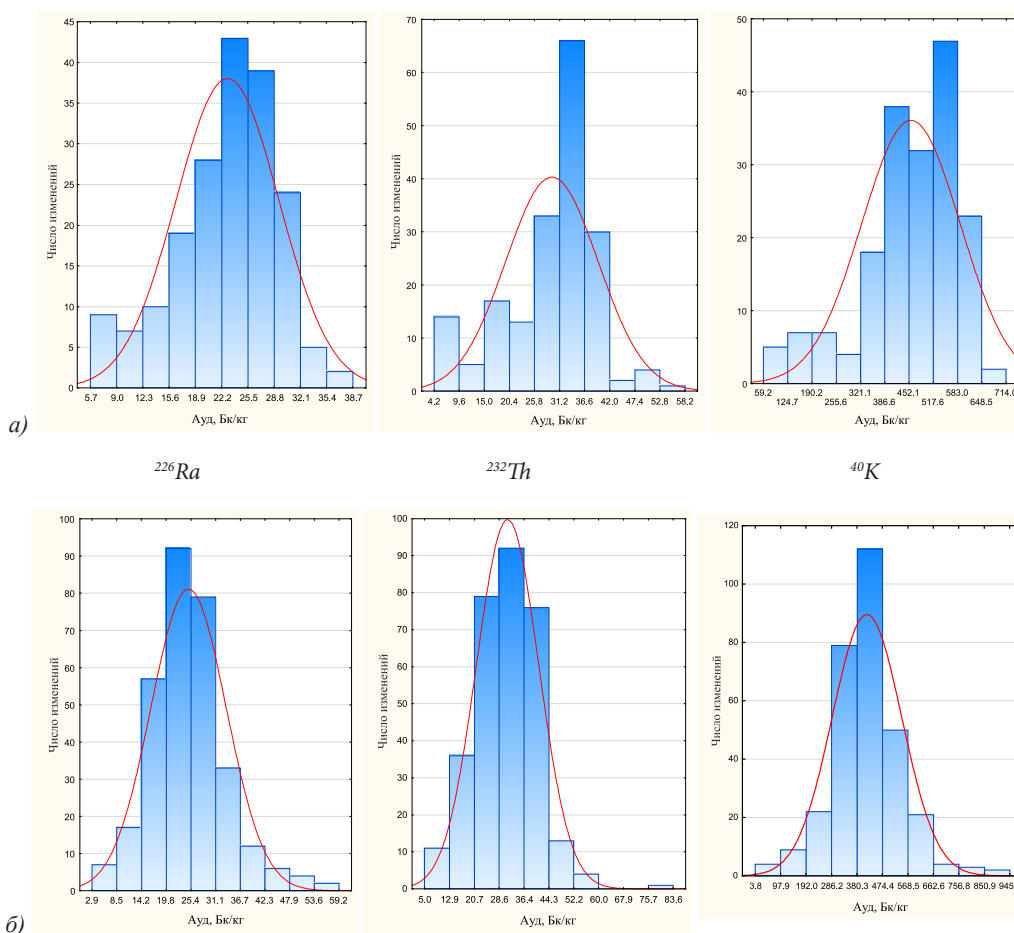 45
40
35
30
25
20
15
10
5
0
Число изменений
5.7 9.0 12.3 15.6 18.9 22.2 25.5 28.8 32.1 35.4 38.7
Ауд, Бк/кг
70
60
50
40
30
20
10
0
Число изменений
4.2 9.6 15.0 20.4 25.8 31.2 36.6 42.0 47.4 52.8 58.2
Ауд, Бк/кг
50
40
30
20
10
0
Число изменений
59.2 190.2 321.1 452.1 583.0 714.0
124.7 255.6 386.6 517.6 648.5
Ауд, Бк/кг
а)
²²⁶Ra ²³²Th ⁴⁰K
100
90
80
70
60
50
40
30
20
10
0
Число изменений
2.9 8.5 14.2 19.8 25.4 31.1 36.7 42.3 47.9 53.6 59.2
Ауд, Бк/кг
100
90
80
70
60
50
40
30
20
10
0
Число изменений
5.0 12.9 20.7 28.6 36.4 44.3 52.2 60.0 67.9 75.7 83.6
Ауд, Бк/кг
120
100
80
60
40
20
0
Число изменений
3.8 97.9 192.0 286.2 380.3 474.4 568.5 662.6 756.8 850.9 945
Ауд, Бк/кг
б)